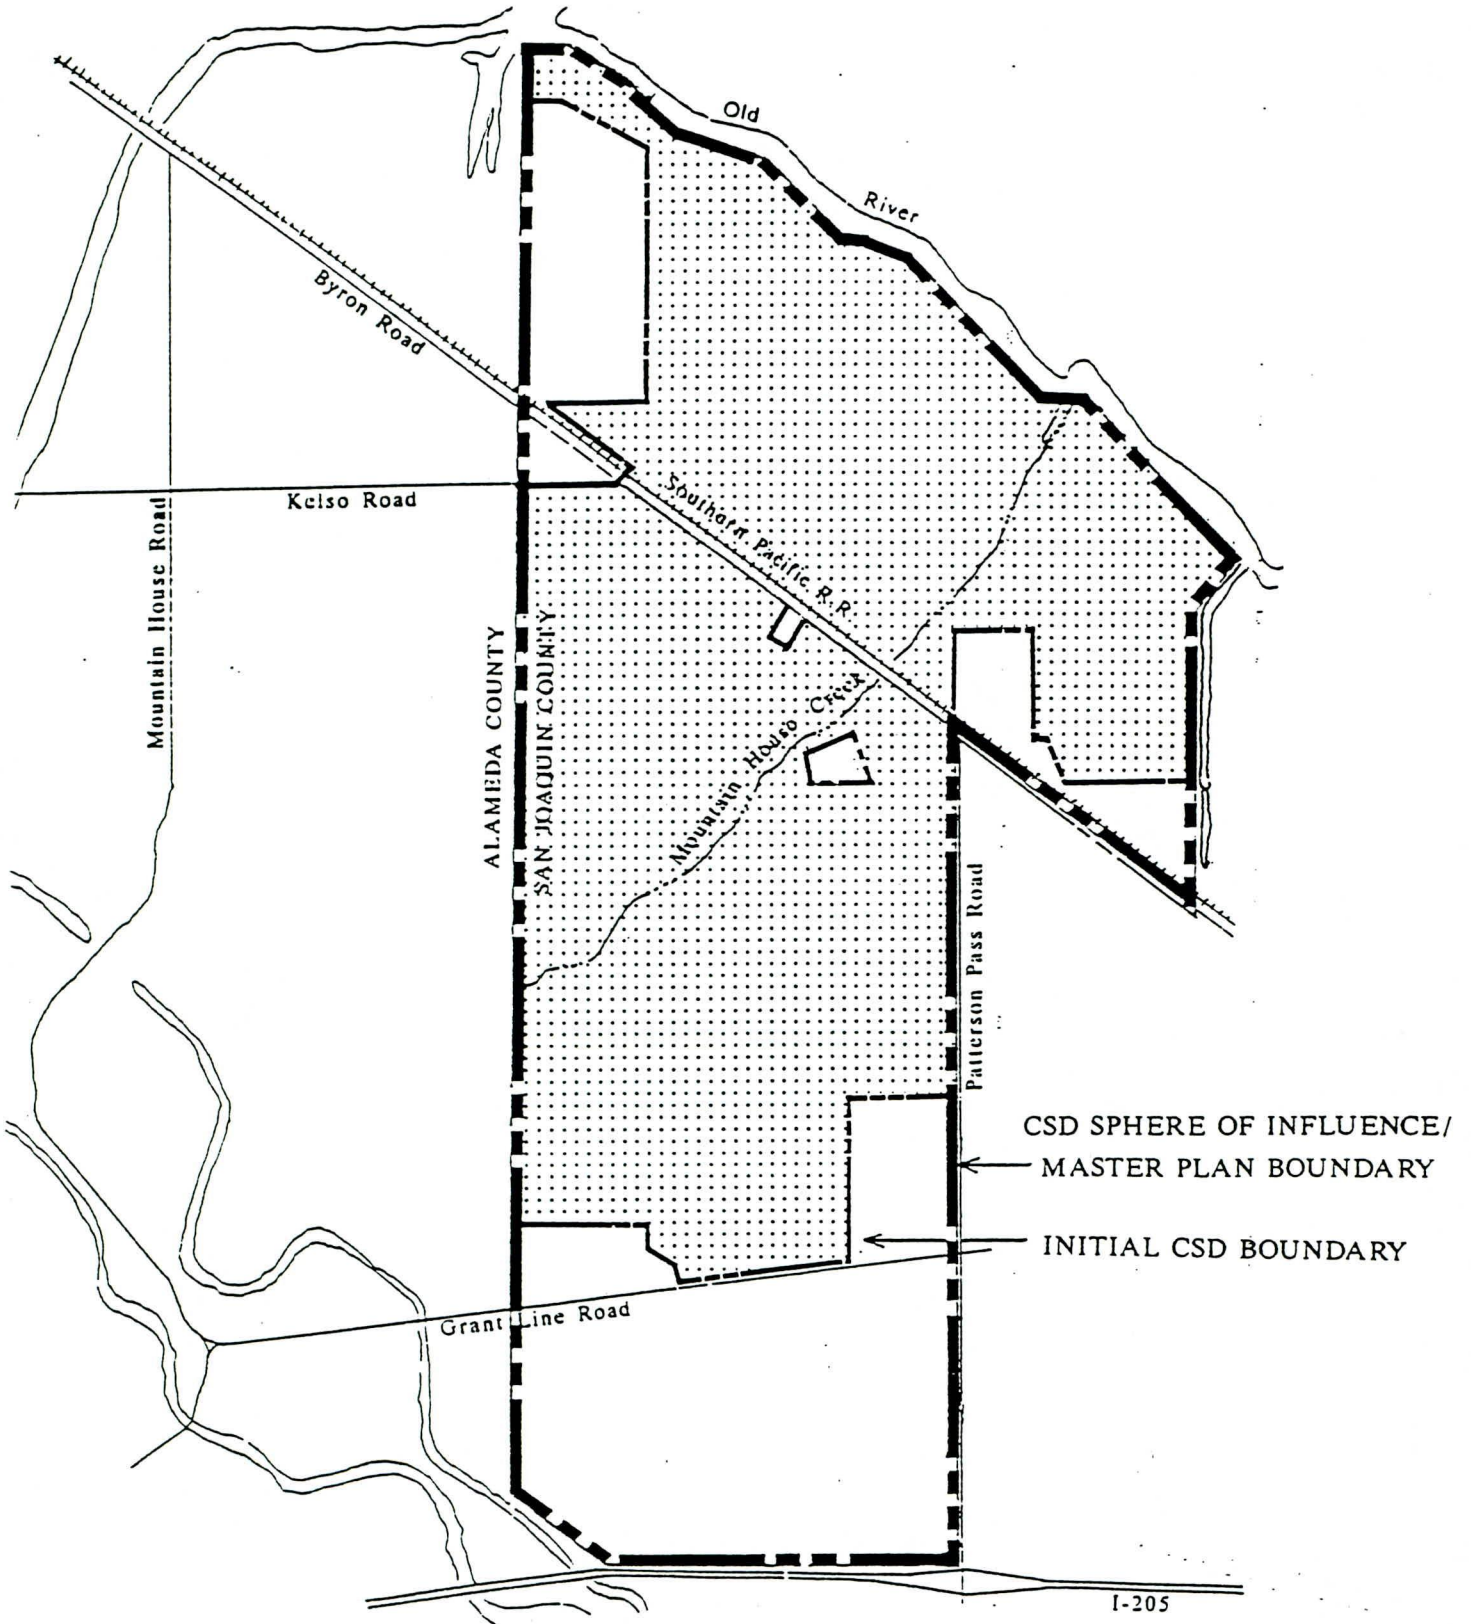 Old
River
Byron Road
Kelso Road
Mountain House Road
Southern Pacific R.R.
ALAMEDA COUNTY
SAN JOAQUIN COUNTY
Mountain House Creek
Patterson Pass Road
CSD SPHERE OF INFLUENCE/
MASTER PLAN BOUNDARY
INITIAL CSD BOUNDARY
Grant Line Road
I-205